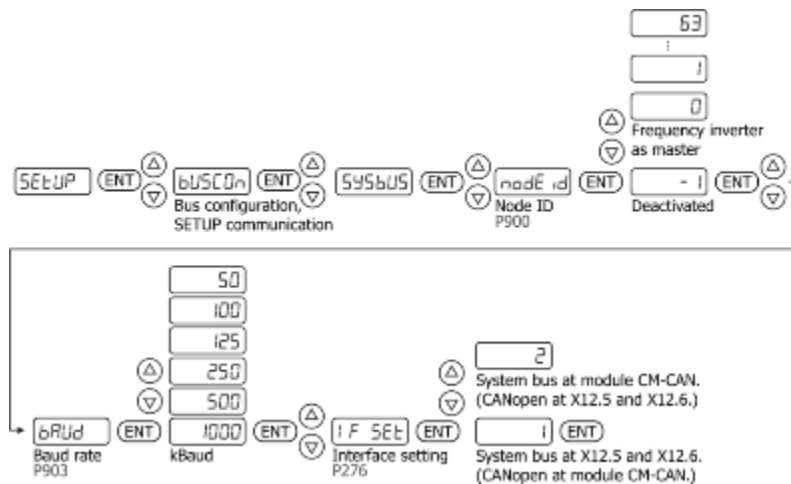 63
1
0
Frequency inverter
as master
SEtUP
ENT
bUSCOn
ENT
SYSbUS
ENT
nodE id
ENT
- 1
ENT
Bus configuration,
SETUP communication
Node ID
P900
Deactivated
50
100
125
250
500
1000
bAUd
ENT
ENT
Baud rate
P903
kBaud
IF SEt
ENT
Interface setting
P276
2
System bus at module CM-CAN.
(CANopen at X12.5 and X12.6.)
1
ENT
System bus at X12.5 and X12.6.
(CANopen at module CM-CAN.)